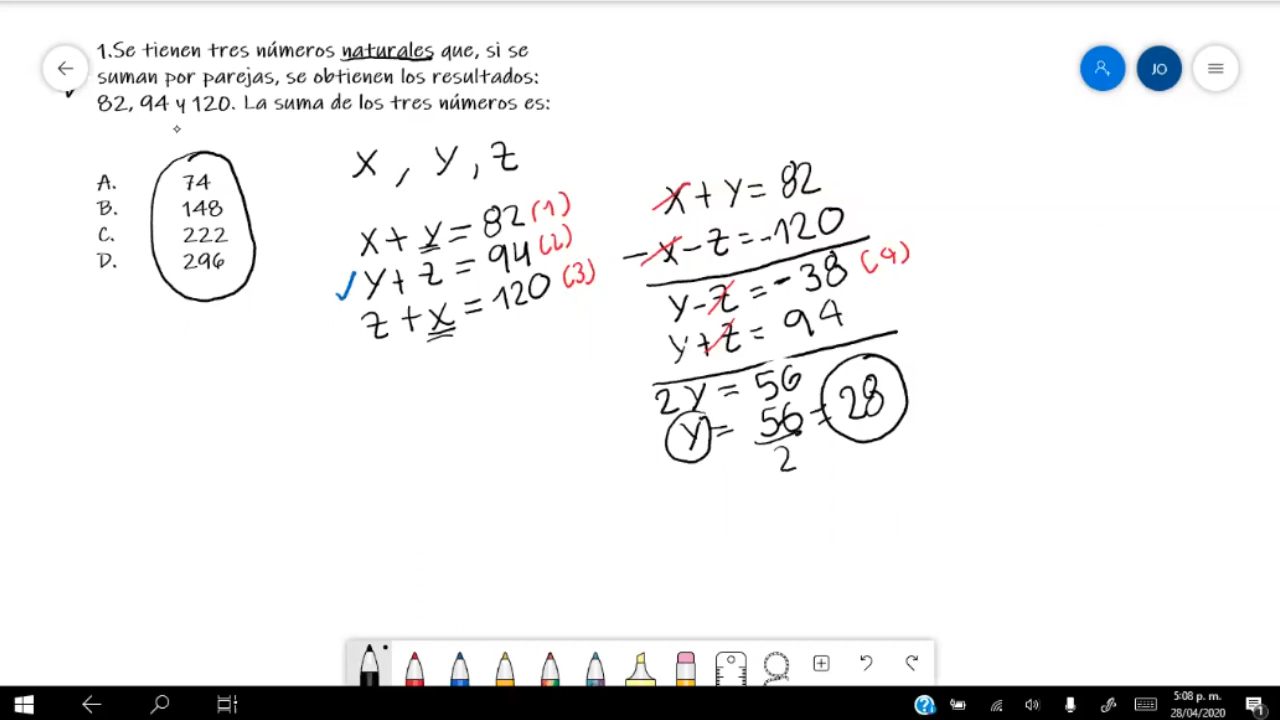 1.Se tienen tres números naturales que, si se
suman por parejas, se obtienen los resultados:
82, 94 y 120. La suma de los tres números es:
A. 74
B. 148
C. 222
D. 296
x , y , z
x + y = 82 (1)
y + z = 94 (2)
z + x = 120 (3)
x + y = 82
-x - z = -120
y - z = -38 (4)
y + z = 94
2y = 56
y = 56/2 = 28
JO
5:08 p. m.
28/04/2020
1